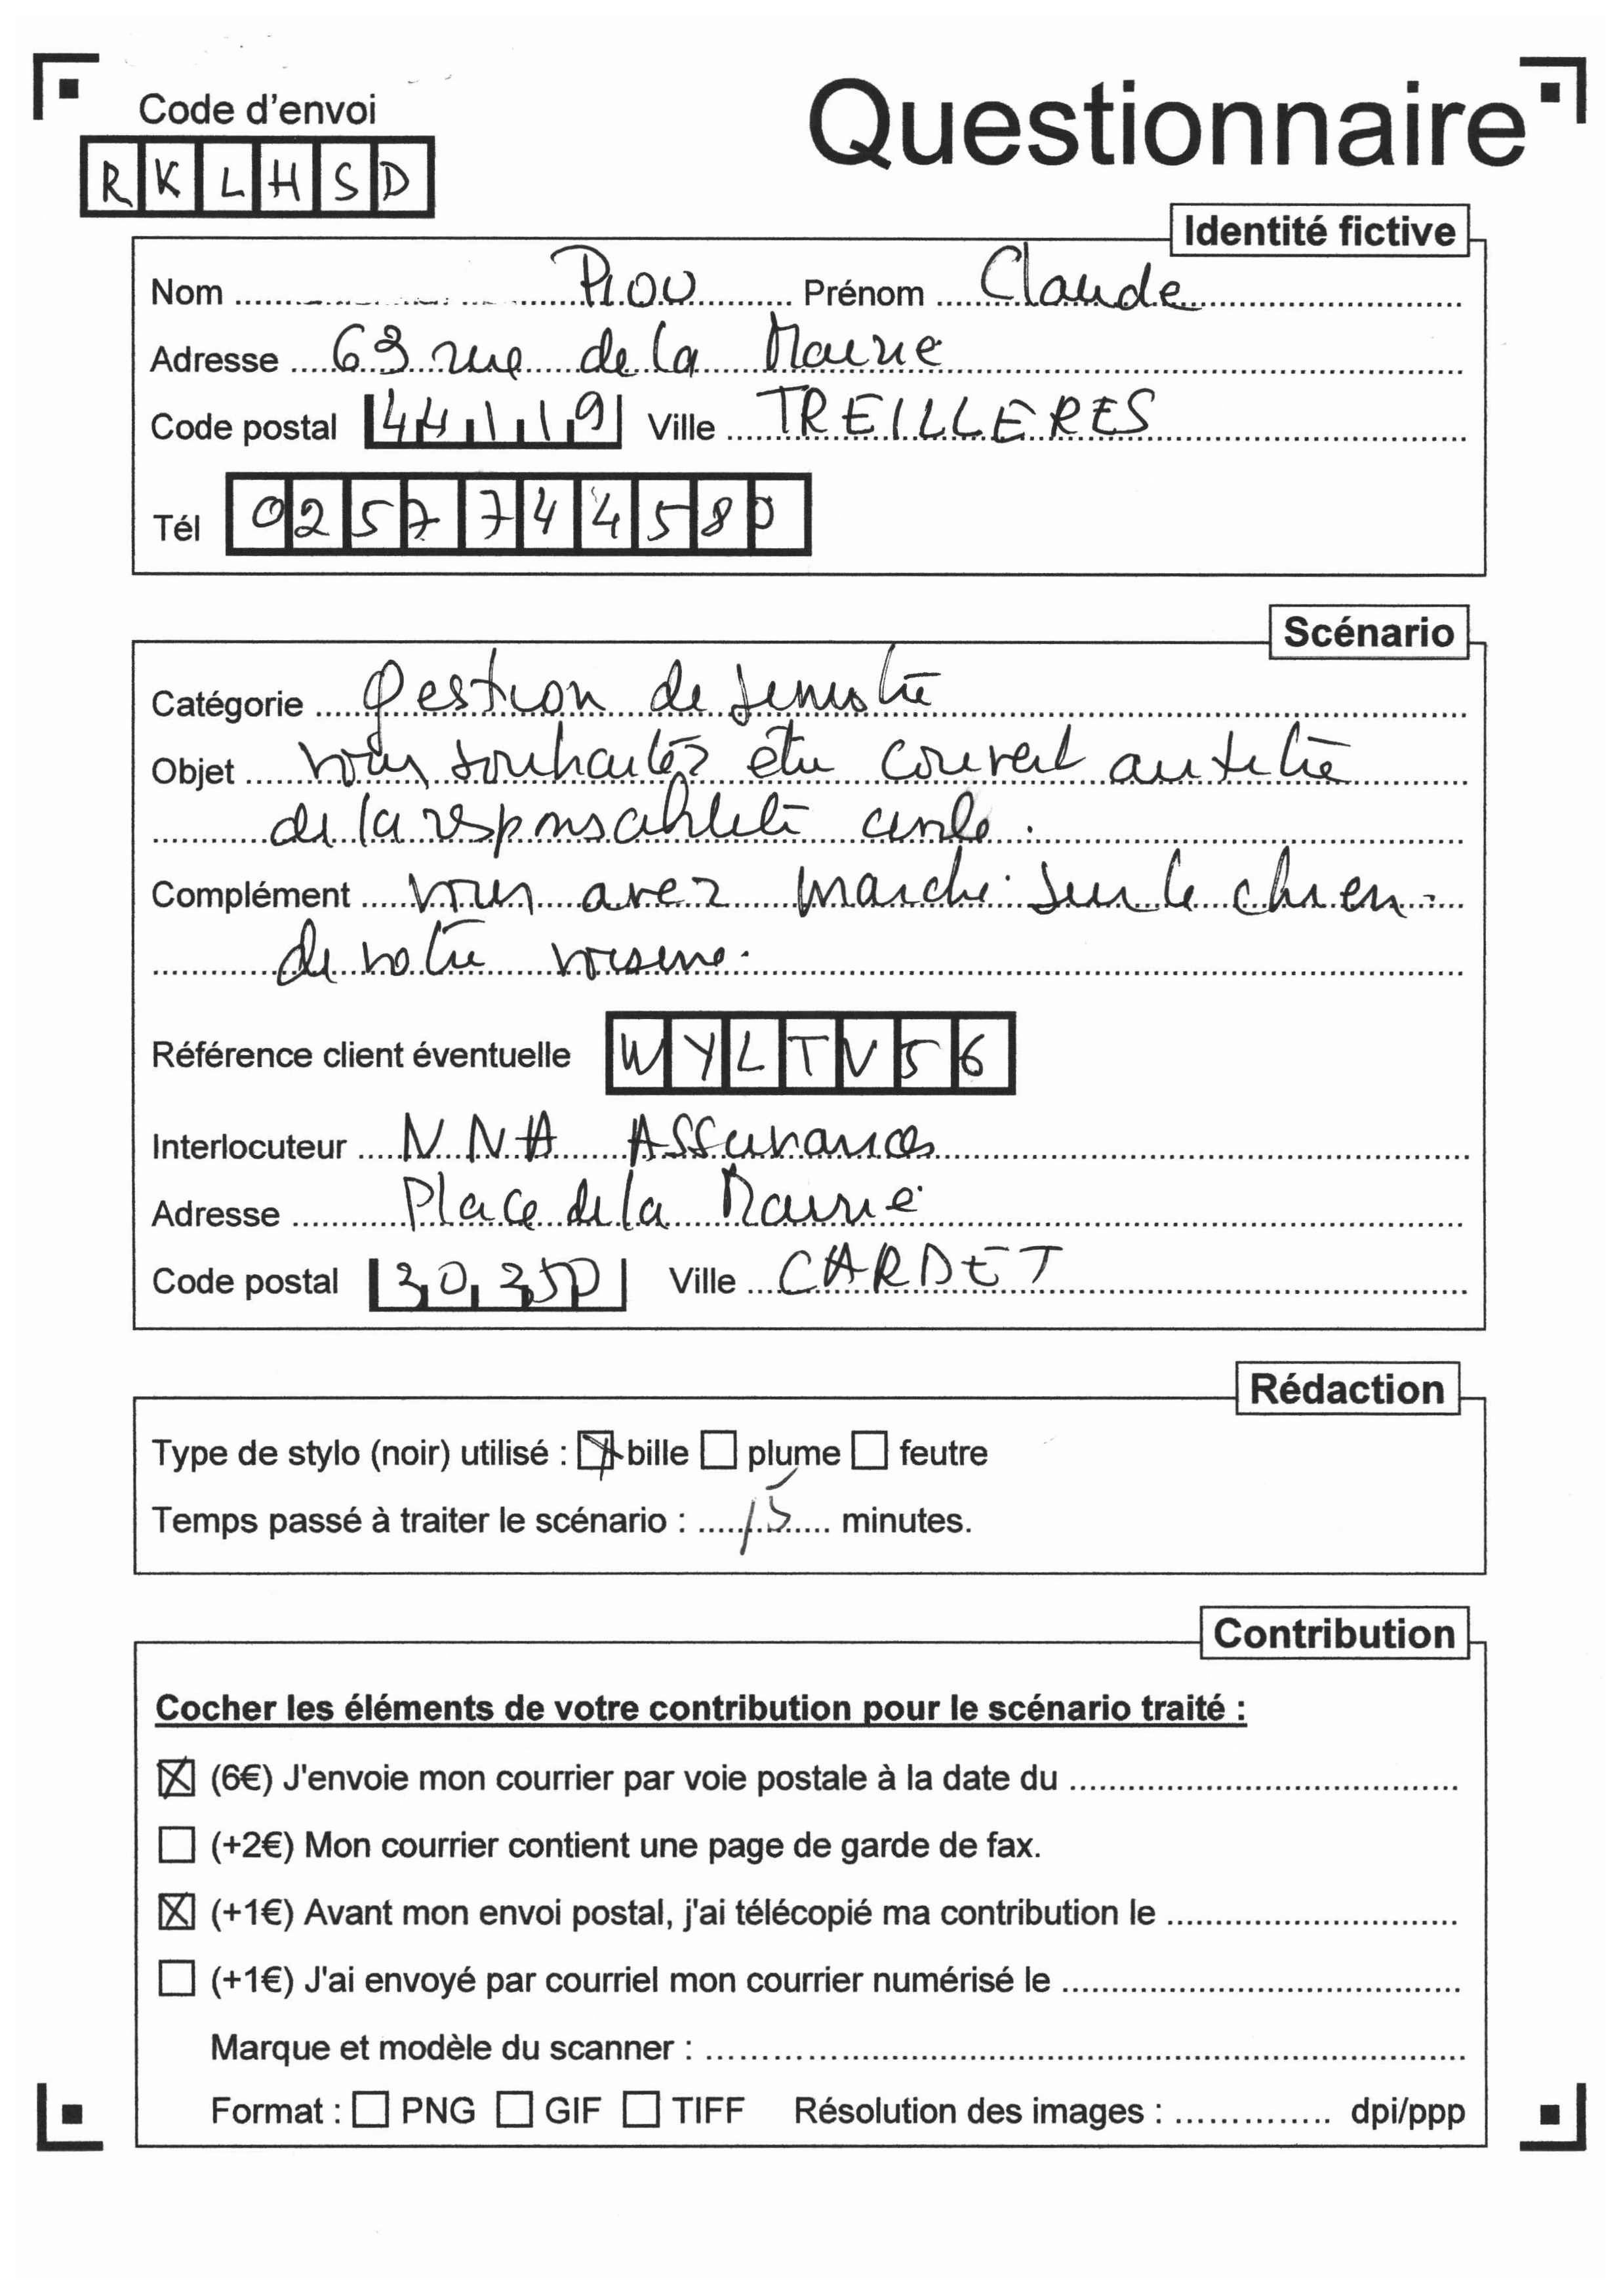 Code d'envoi
Questionnaire
RKLHSD
Identité fictive
Nom Piou Prénom Claude
Adresse 63 rue de la Mairie
Code postal 44119 Ville TREILLERES
Tél 0257744580
Scénario
Catégorie gestion de sinistre
Objet vous souhaitez être couvert au titre
de la responsabilité civile.
Complément vous avez marché sur le chien
de votre voisine.
Référence client éventuelle WYLTV56
Interlocuteur NNA Assurances
Adresse Place de la Mairie
Code postal 30350 Ville CARDET
Rédaction
Type de stylo (noir) utilisé : bille plume feutre
Temps passé à traiter le scénario : 15 minutes.
Contribution
Cocher les éléments de votre contribution pour le scénario traité :
(6€) J'envoie mon courrier par voie postale à la date du
(+2€) Mon courrier contient une page de garde de fax.
(+1€) Avant mon envoi postal, j'ai télécopié ma contribution le
(+1€) J'ai envoyé par courriel mon courrier numérisé le
Marque et modèle du scanner :
Format : PNG GIF TIFF Résolution des images : dpi/ppp